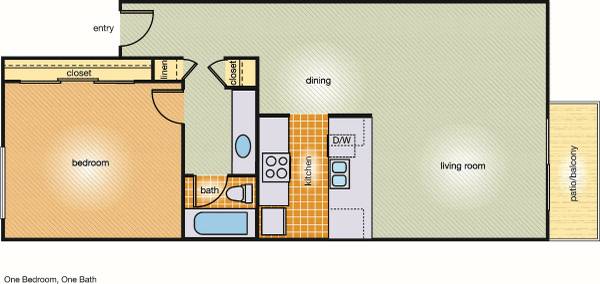 entry
closet
linen
closet
dining
bedroom
bath
kitchen
D/W
living room
patio/balcony
One Bedroom, One Bath